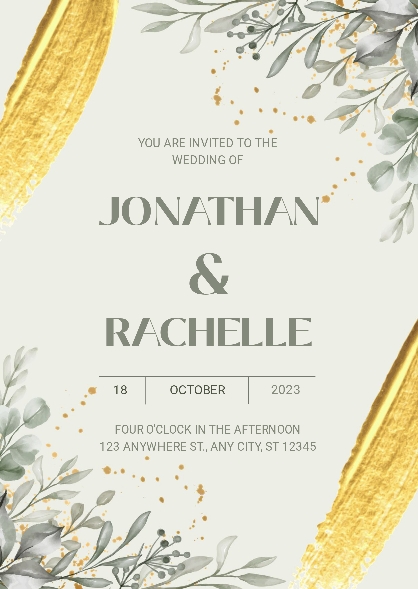 YOU ARE INVITED TO THE
WEDDING OF
JONATHAN
&
RACHELLE
18 OCTOBER 2023
FOUR O'CLOCK IN THE AFTERNOON
123 ANYWHERE ST., ANY CITY, ST 12345